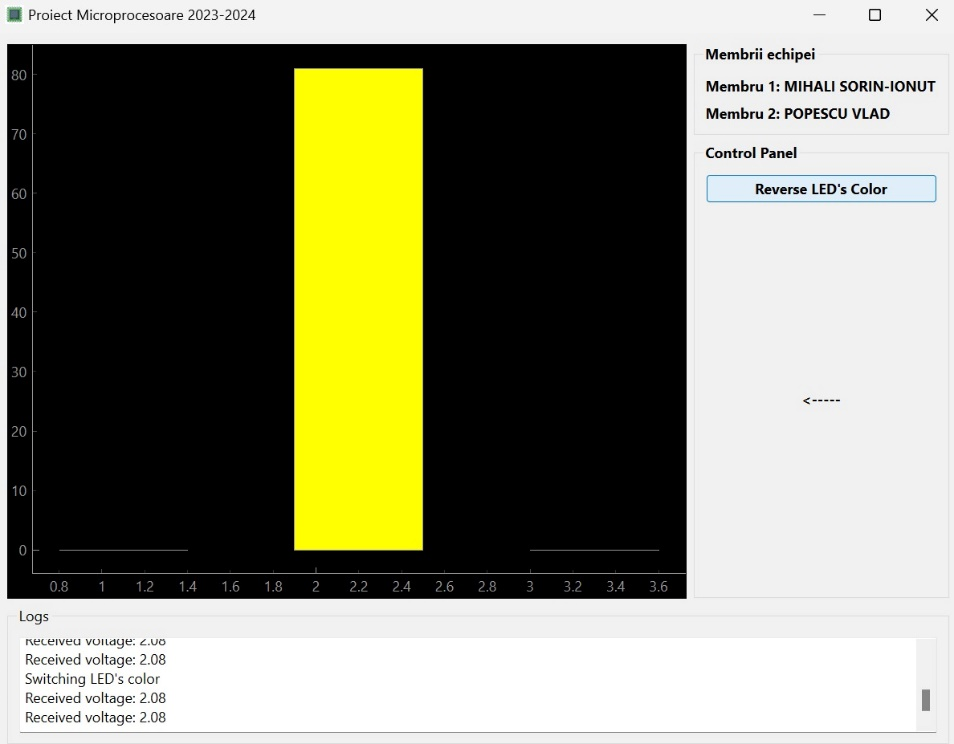 Proiect Microprocesoare 2023-2024
80
70
60
50
40
30
20
10
0
0.8 1 1.2 1.4 1.6 1.8 2 2.2 2.4 2.6 2.8 3 3.2 3.4 3.6
Membrii echipei
Membru 1: MIHALI SORIN-IONUT
Membru 2: POPESCU VLAD
Control Panel
Reverse LED's Color
<-----
Logs
Received voltage: 2.08
Received voltage: 2.08
Switching LED's color
Received voltage: 2.08
Received voltage: 2.08